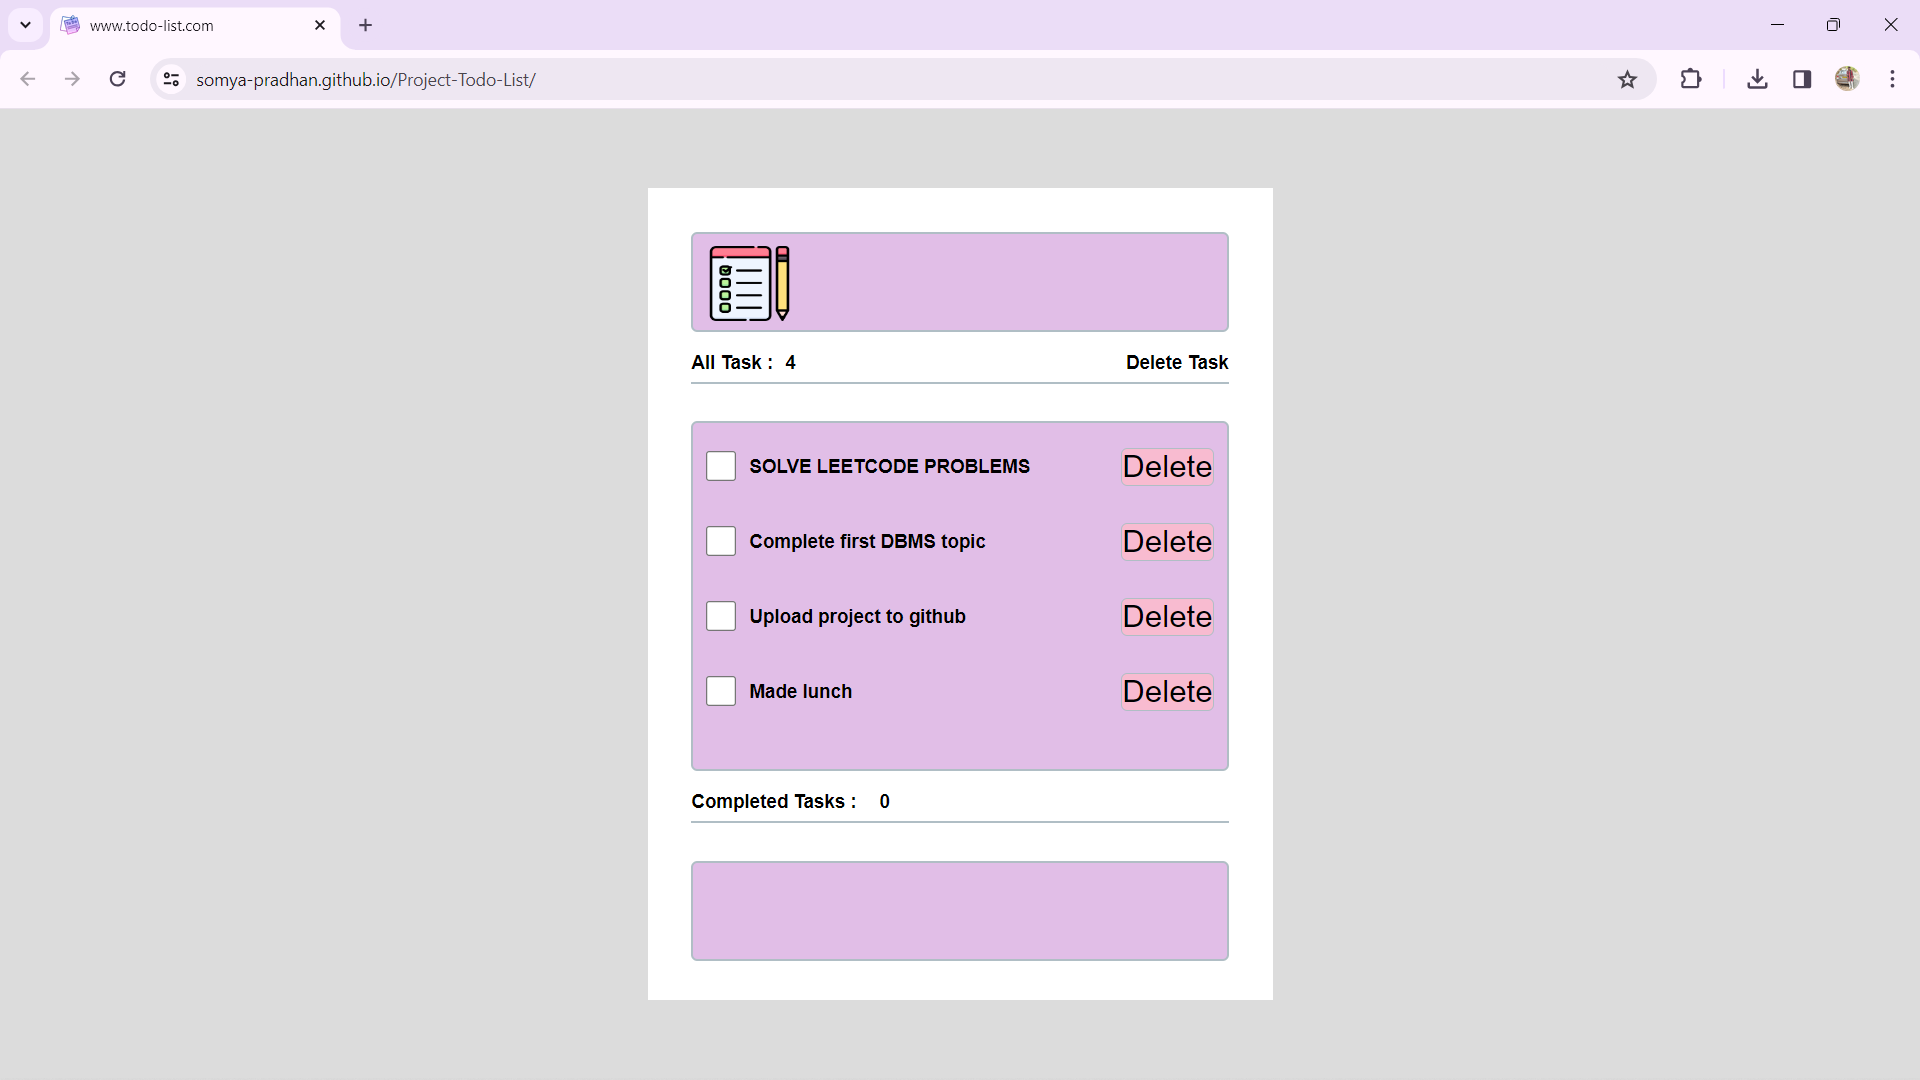 www.todo-list.com
somya-pradhan.github.io/Project-Todo-List/
All Task : 4 Delete Task
SOLVE LEETCODE PROBLEMS Delete
Complete first DBMS topic Delete
Upload project to github Delete
Made lunch Delete
Completed Tasks : 0